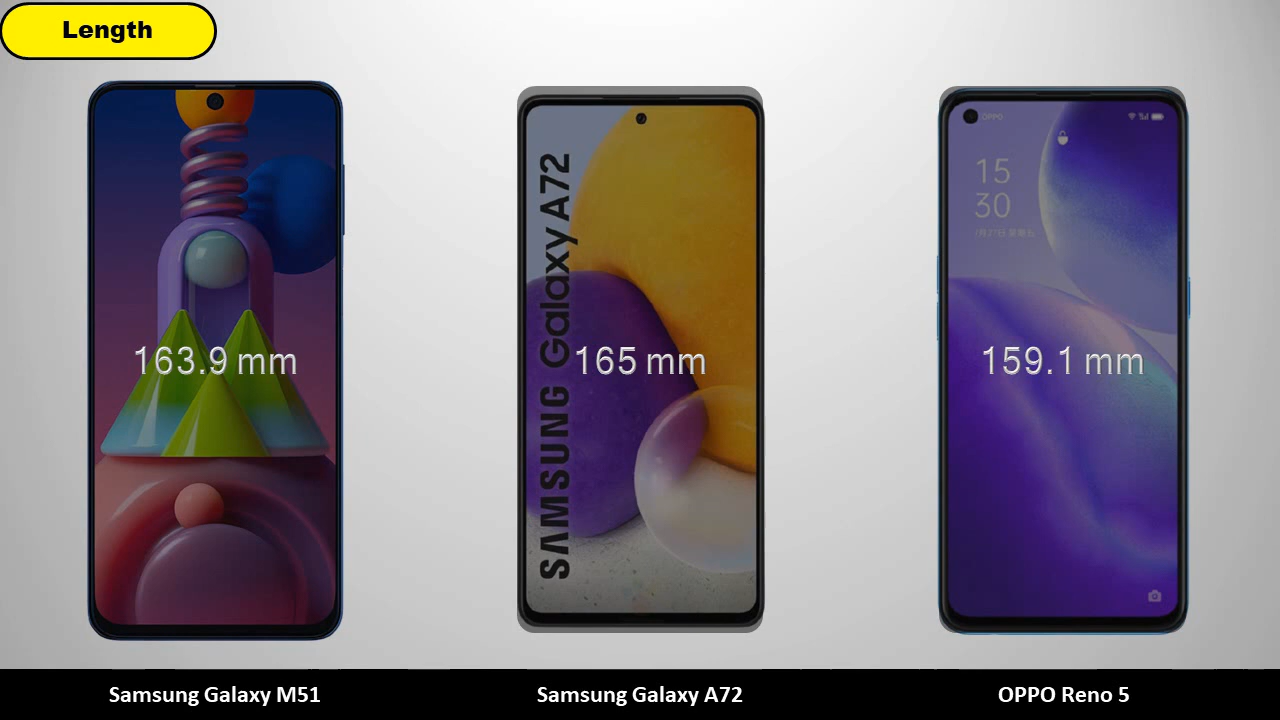 Length
OPPO
15
30
SAMSUNG Galaxy A72
163.9 mm
165 mm
159.1 mm
Samsung Galaxy M51
Samsung Galaxy A72
OPPO Reno 5